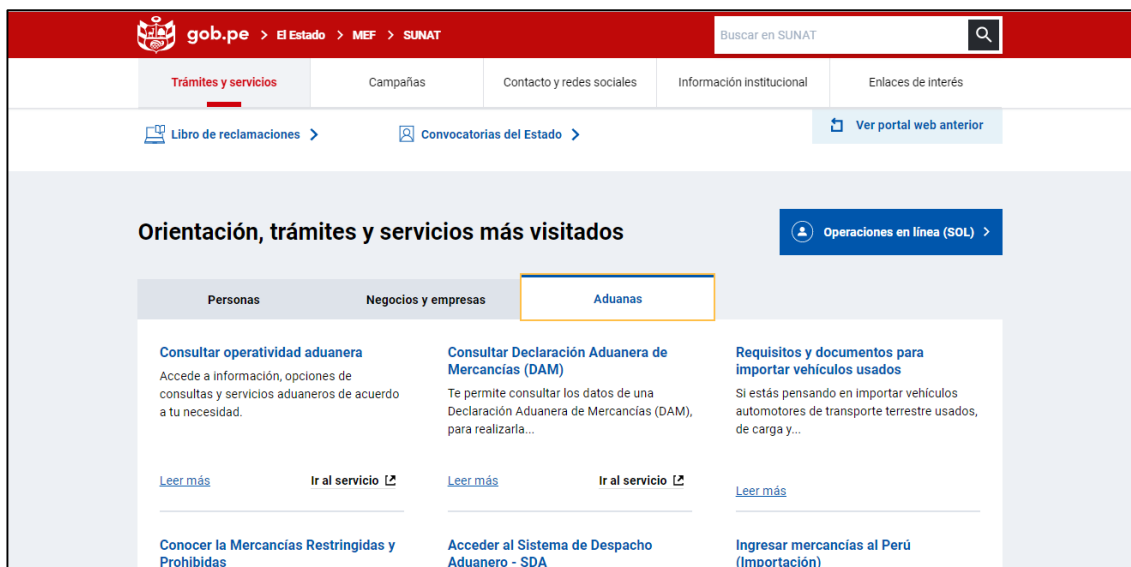 gob.pe > El Estado > MEF > SUNAT
Buscar en SUNAT
Trámites y servicios
Campañas
Contacto y redes sociales
Información institucional
Enlaces de interés
Libro de reclamaciones
Convocatorias del Estado
Ver portal web anterior
Orientación, trámites y servicios más visitados
Operaciones en línea (SOL)
Personas
Negocios y empresas
Aduanas
Consultar operatividad aduanera
Accede a información, opciones de
consultas y servicios aduaneros de acuerdo
a tu necesidad.
Leer más
Ir al servicio
Consultar Declaración Aduanera de
Mercancías (DAM)
Te permite consultar los datos de una
Declaración Aduanera de Mercancías (DAM),
para realizarla...
Leer más
Ir al servicio
Requisitos y documentos para
importar vehículos usados
Si estás pensando en importar vehículos
automotores de transporte terrestre usados,
de carga y...
Leer más
Conocer la Mercancías Restringidas y
Prohibidas
Acceder al Sistema de Despacho
Aduanero - SDA
Ingresar mercancías al Perú
(Importación)